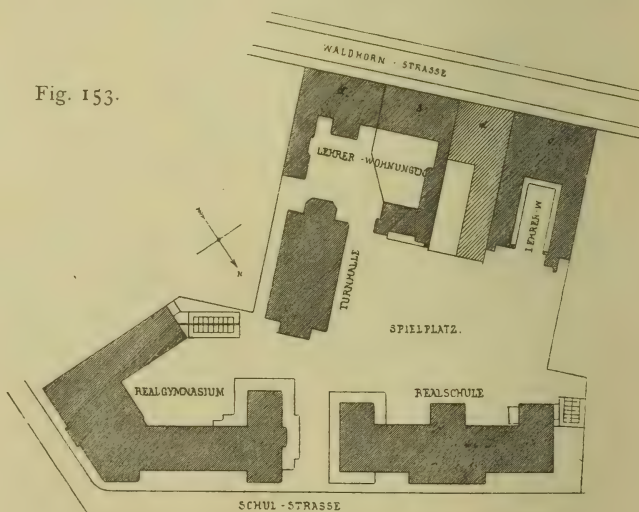 WALDHORN - STRASSE
Fig. 153.
LEHRER - WOHNUNGEN
LEHRER-W
N
TURNHALLE
SPIELPLATZ.
REALGYMNASIUM
REALSCHULE
SCHUL - STRASSE